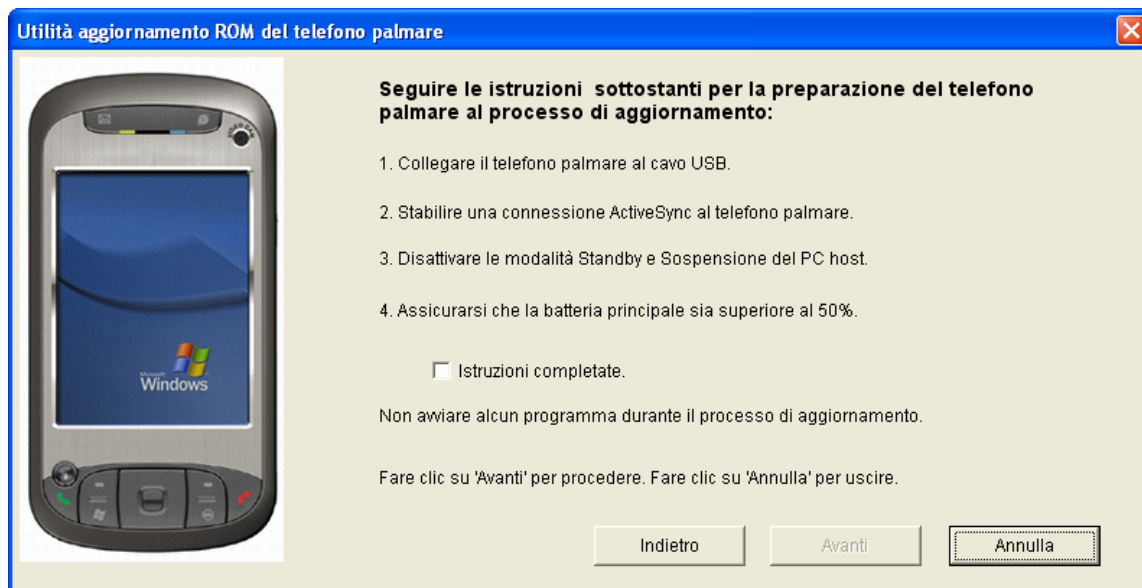 Utilità aggiornamento ROM del telefono palmare
Seguire le istruzioni sottostanti per la preparazione del telefono
palmare al processo di aggiornamento:
1. Collegare il telefono palmare al cavo USB.
2. Stabilire una connessione ActiveSync al telefono palmare.
3. Disattivare le modalità Standby e Sospensione del PC host.
4. Assicurarsi che la batteria principale sia superiore al 50%.
Istruzioni completate.
Non avviare alcun programma durante il processo di aggiornamento.
Fare clic su 'Avanti' per procedere. Fare clic su 'Annulla' per uscire.
Indietro
Avanti
Annulla
VIDEO CAM
Microsoft
Windows